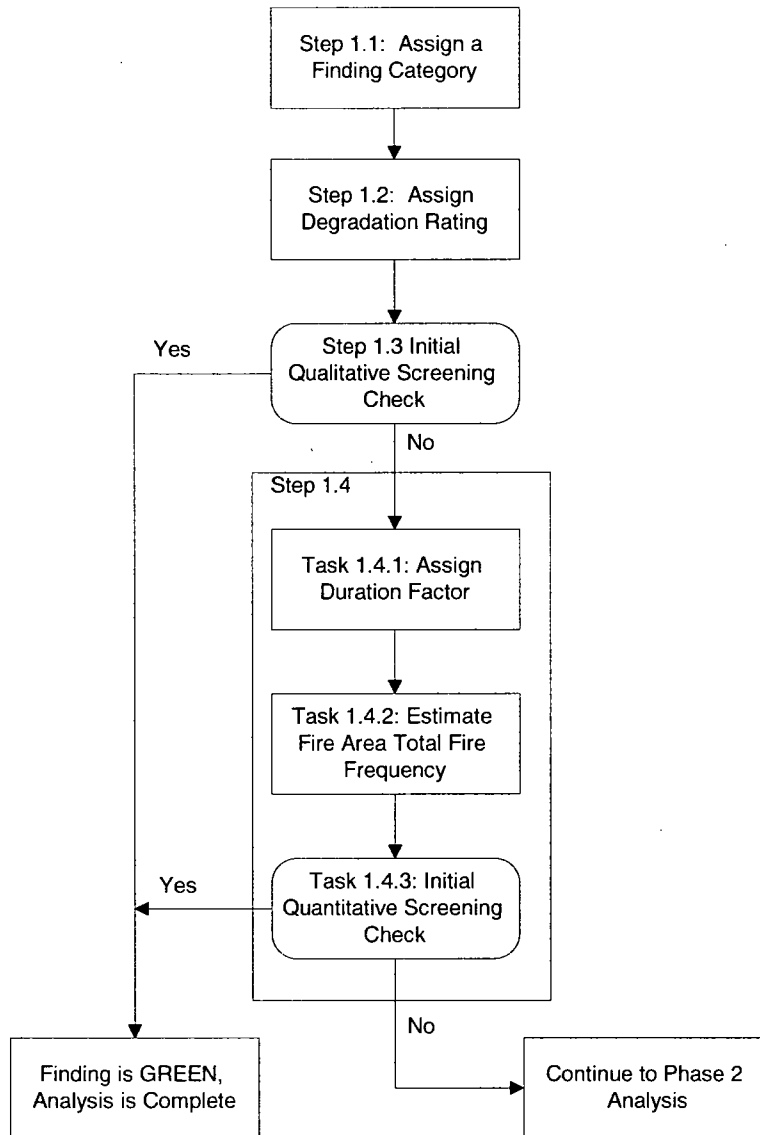 Step 1.1: Assign a
Finding Category
Step 1.2: Assign
Degradation Rating
Yes
Step 1.3 Initial
Qualitative Screening
Check
No
Step 1.4
Task 1.4.1: Assign
Duration Factor
Task 1.4.2: Estimate
Fire Area Total Fire
Frequency
Yes
Task 1.4.3: Initial
Quantitative Screening
Check
No
Finding is GREEN,
Analysis is Complete
Continue to Phase 2
Analysis